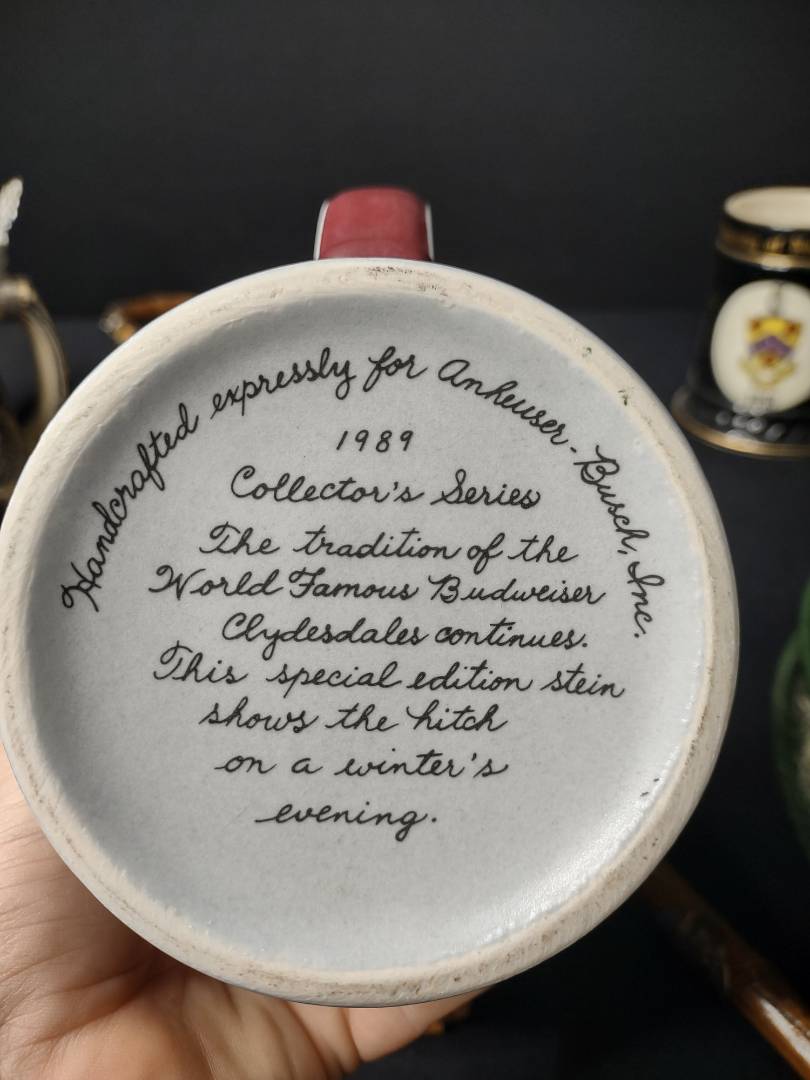 Handcrafted expressly for Anheuser-Busch, Inc.
1989
Collector's Series
The tradition of the
World Famous Budweiser
Clydesdales continues.
This special edition stein
shows the hitch
on a winter's
evening.